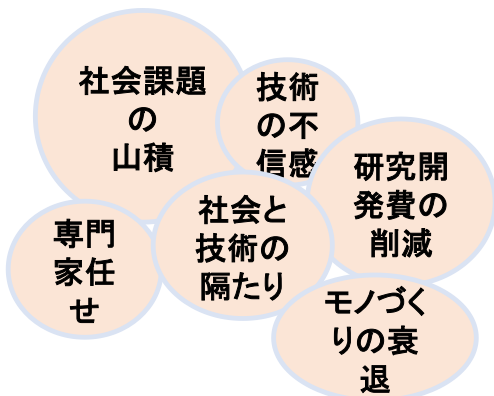 社会課題
の
山積
技術
の不
信感
研究開
発費の
削減
社会と
技術の
隔たり
専門
家任
せ
モノづく
りの衰
退